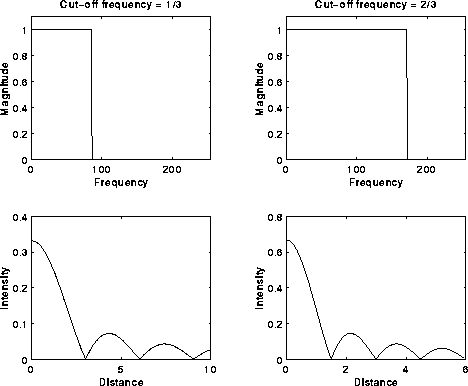 Cut-off frequency = 1/3
1
0.8
0.6
0.4
0.2
0
Magnitude
0 100 200
Frequency
Cut-off frequency = 2/3
1
0.8
0.6
0.4
0.2
0
Magnitude
0 100 200
Frequency
0.4
0.3
0.2
0.1
0
Intensity
0 5 10
Distance
0.8
0.6
0.4
0.2
0
Intensity
0 2 4 6
Distance